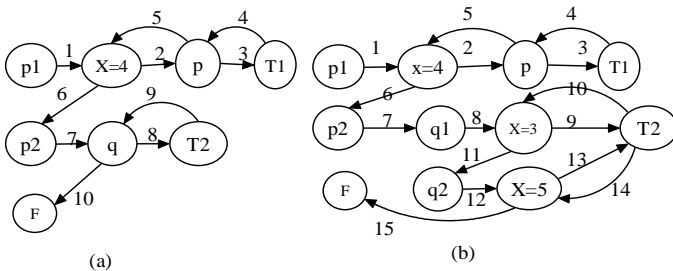 5 4
1 2 3
p1 X=4 p T1
6 9
p2 7 q 8 T2
F 10
(a)
5 4
1 2 3
p1 x=4 p T1
6 10
p2 7 q1 8 X=3 9 T2
11 13
F q2 12 X=5 14
15
(b)